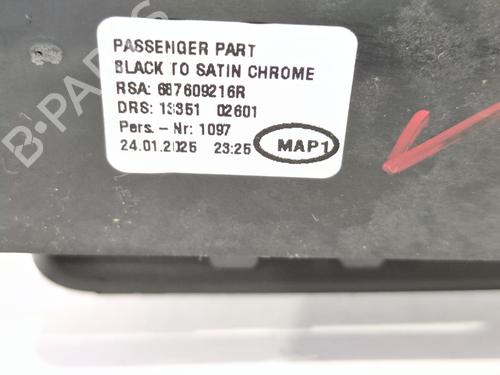 PASSENGER PART
BLACK TO SATIN CHROME
RSA: 687609216R
DRS: 13351 02601
Pers. - Nr: 1097
24.01.2025 23:25 MAP1
B-PARTS